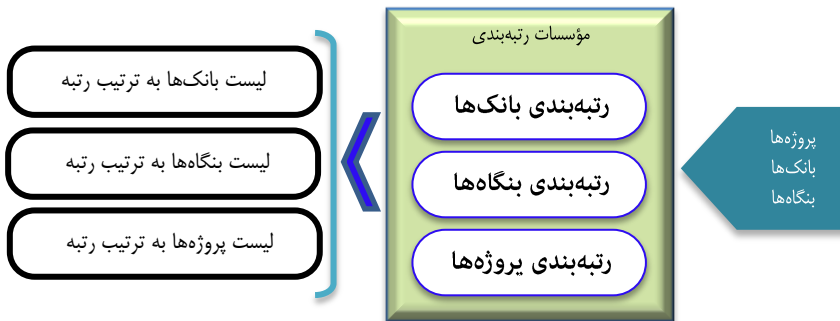 پروژه‌ها
بانک‌ها
بنگاه‌ها
مؤسسات رتبه‌بندی
رتبه‌بندی بانک‌ها
رتبه‌بندی بنگاه‌ها
رتبه‌بندی پروژه‌ها
لیست بانک‌ها به ترتیب رتبه
لیست بنگاه‌ها به ترتیب رتبه
لیست پروژه‌ها به ترتیب رتبه